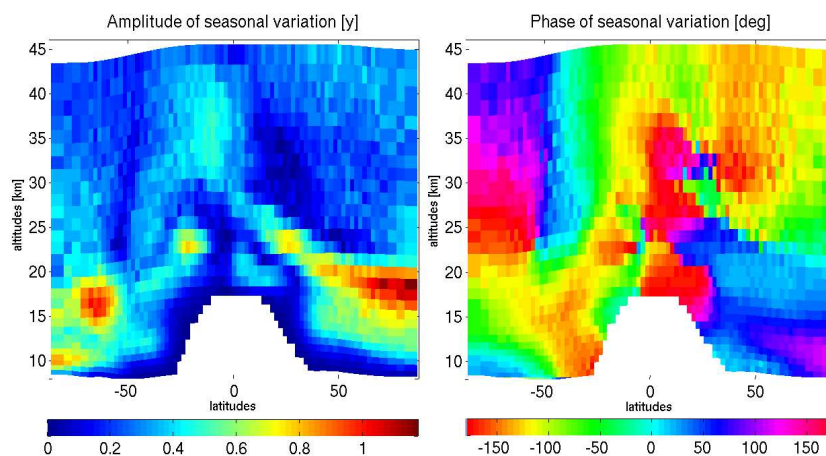 Amplitude of seasonal variation [y]
45
40
35
30
25
20
15
10
altitudes [km]
-50 0 50
latitudes
0 0.2 0.4 0.6 0.8 1
Phase of seasonal variation [deg]
45
40
35
30
25
20
15
10
altitudes [km]
-50 0 50
latitudes
-150 -100 -50 0 50 100 150